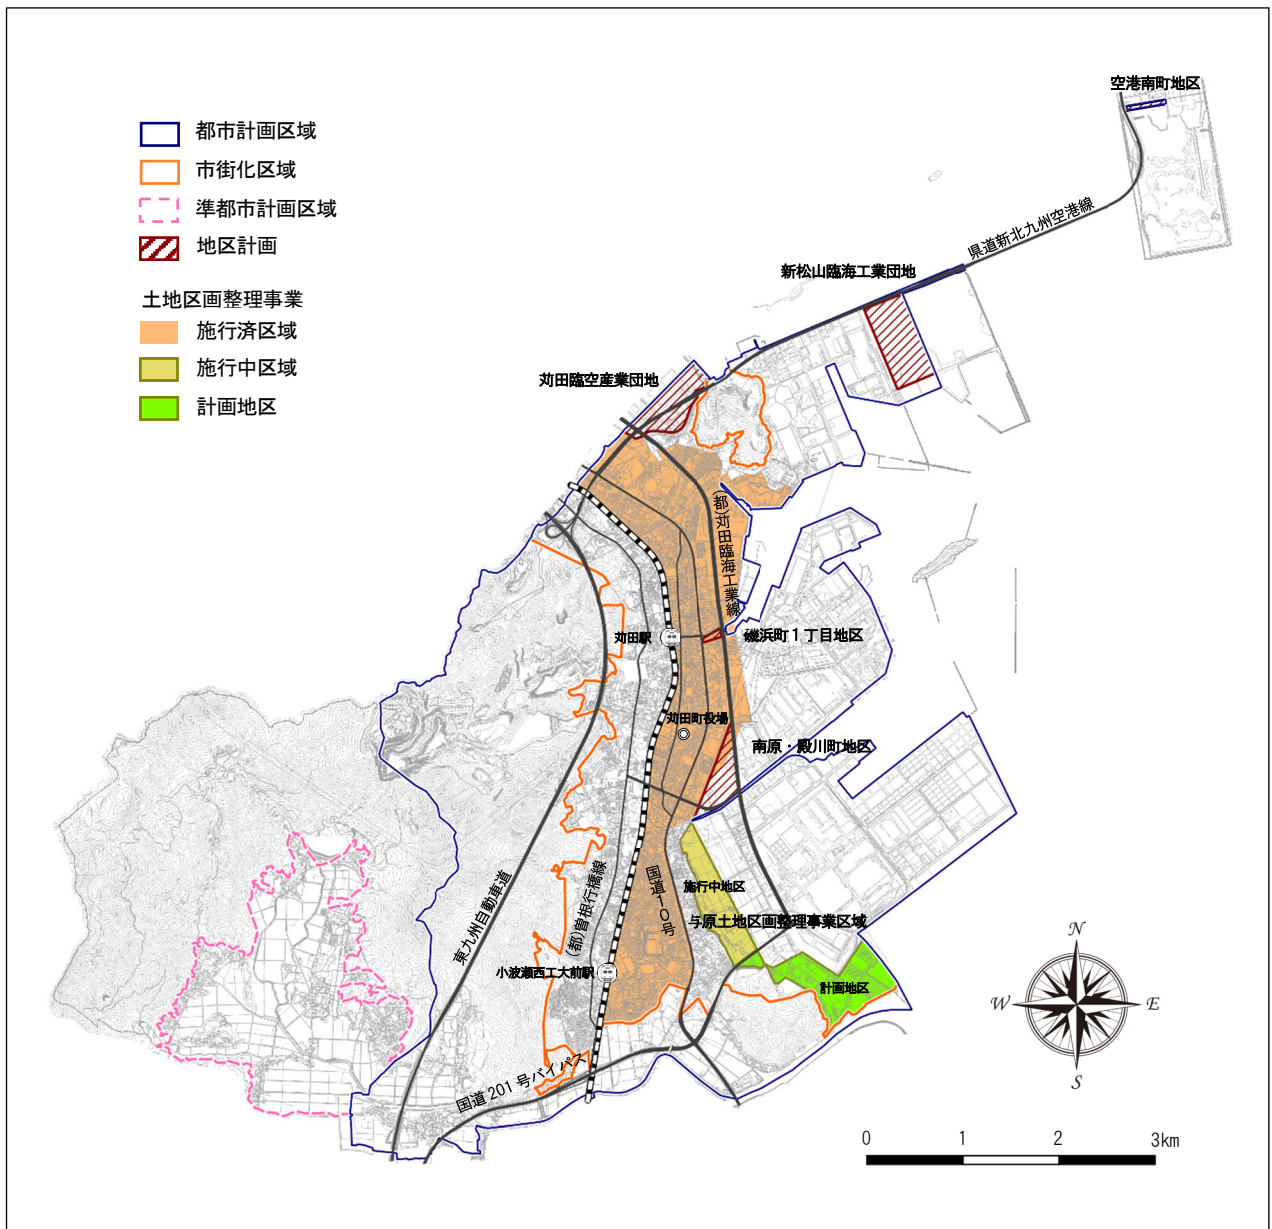 空港南町地区
都市計画区域
市街化区域
準都市計画区域
地区計画
土地区画整理事業
施行済区域
施行中区域
計画地区
県道新北九州空港線
新松山臨海工業団地
苅田臨空産業団地
(都)苅田臨海工業線
苅田駅
磯浜町1丁目地区
苅田町役場
南原・殿川町地区
東九州自動車道
(都)曽根行橋線
国道10号
施行中地区
与原土地区画整理事業区域
小波瀬西工大前駅
計画地区
国道201号バイパス
N
W
E
S
0 1 2 3km